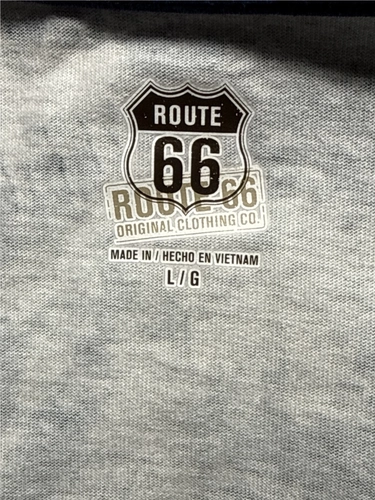 ROUTE
66
ROUTE 66
ORIGINAL CLOTHING CO
MADE IN / HECHO EN VIETNAM
L / G